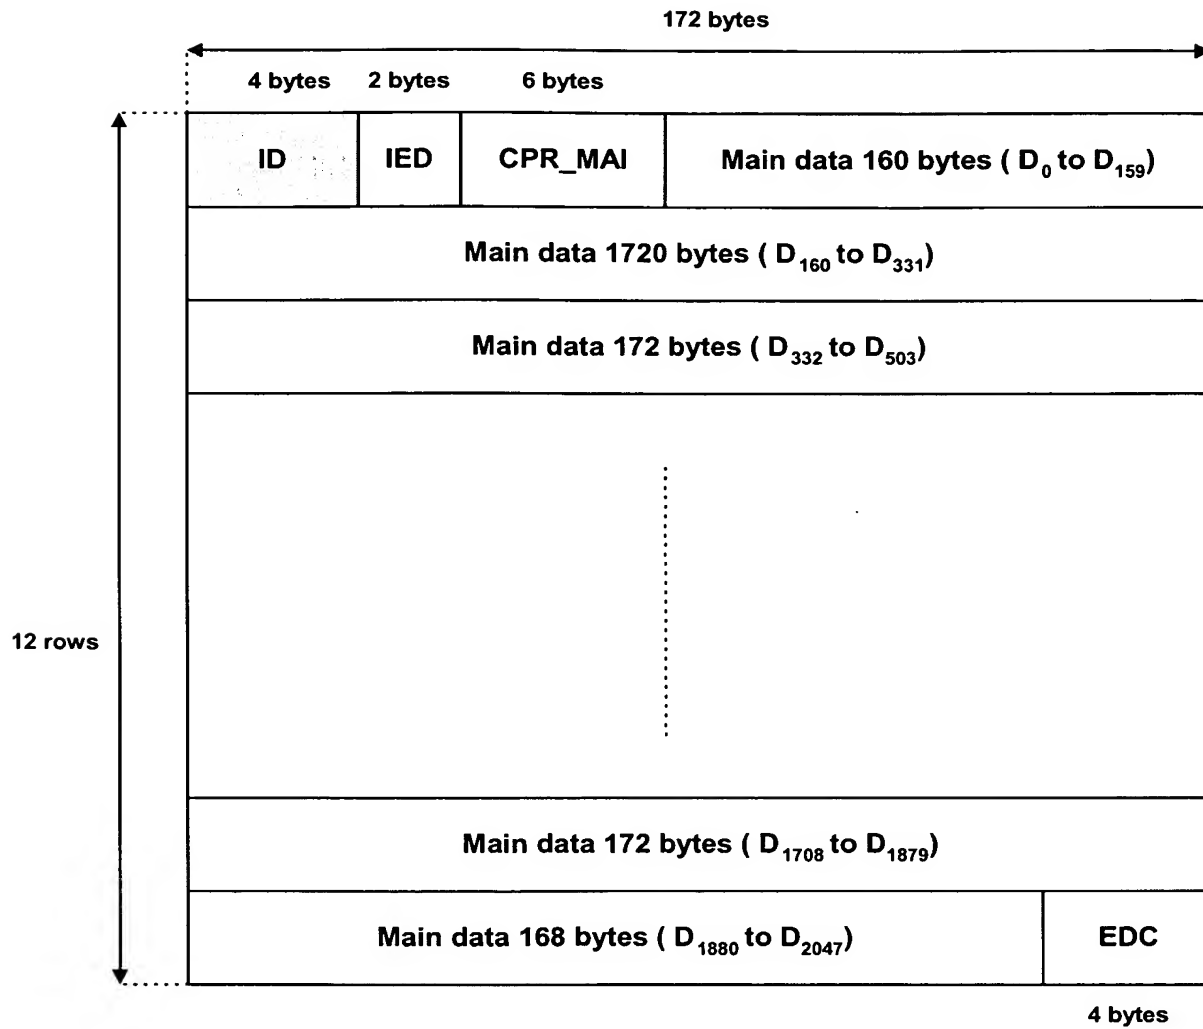 172 bytes
4 bytes 2 bytes 6 bytes
ID IED CPR_MAI Main data 160 bytes ( D0 to D159)
Main data 1720 bytes ( D160 to D331)
Main data 172 bytes ( D332 to D503)
12 rows
Main data 172 bytes ( D1708 to D1879)
Main data 168 bytes ( D1880 to D2047) EDC
4 bytes